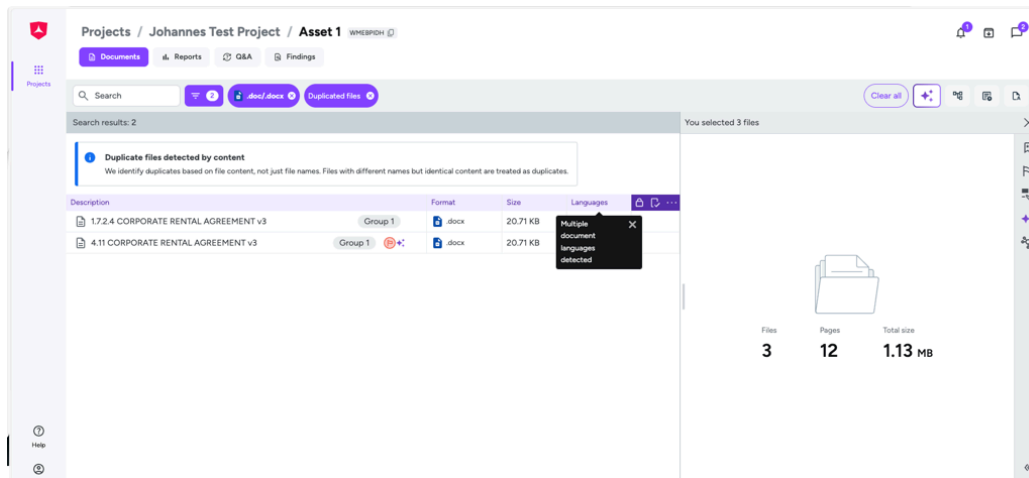 Projects / Johannes Test Project / Asset 1 WMEBPIDH
1
2
Documents Reports Q&A Findings
Projects
Search 2 .doc/.docx Duplicated files Clear all
Search results: 2 You selected 3 files
Duplicate files detected by content
We identify duplicates based on file content, not just file names. Files with different names but identical content are treated as duplicates.
Description Format Size Languages
1.7.2.4 CORPORATE RENTAL AGREEMENT v3 Group 1 .docx 20.71 KB
4.11 CORPORATE RENTAL AGREEMENT v3 Group 1 .docx 20.71 KB
Multiple
document
languages
detected
Files Pages Total size
3 12 1.13 MB
Help